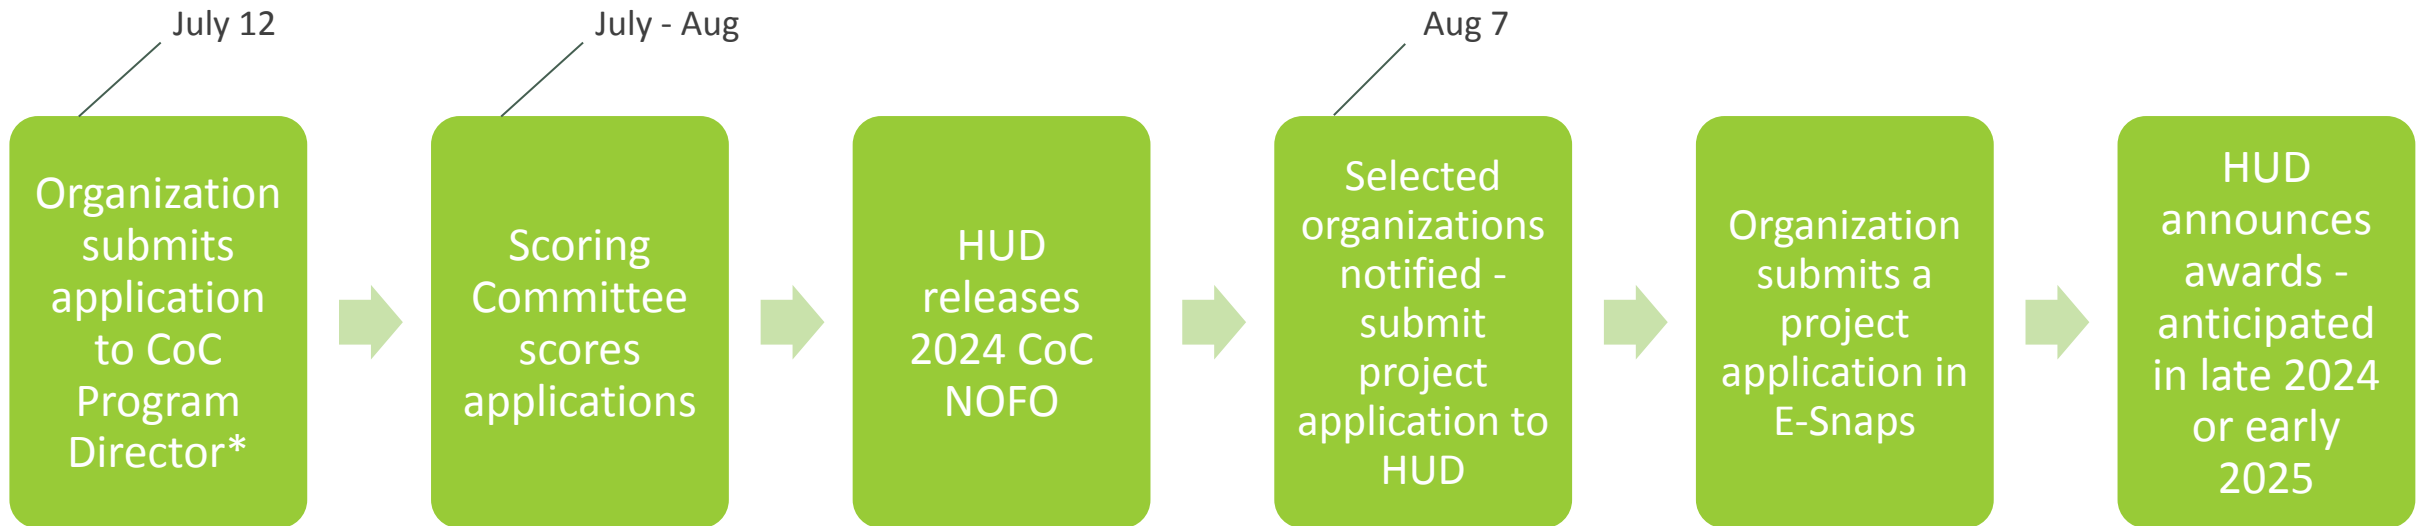 July 12
July - Aug
Aug 7
Organization
submits
application
to CoC
Program
Director*
Scoring
Committee
scores
applications
HUD
releases
2024 CoC
NOFO
Selected
organizations
notified -
submit
project
application to
HUD
Organization
submits a
project
application in
E-Snaps
HUD
announces
awards -
anticipated
in late 2024
or early
2025